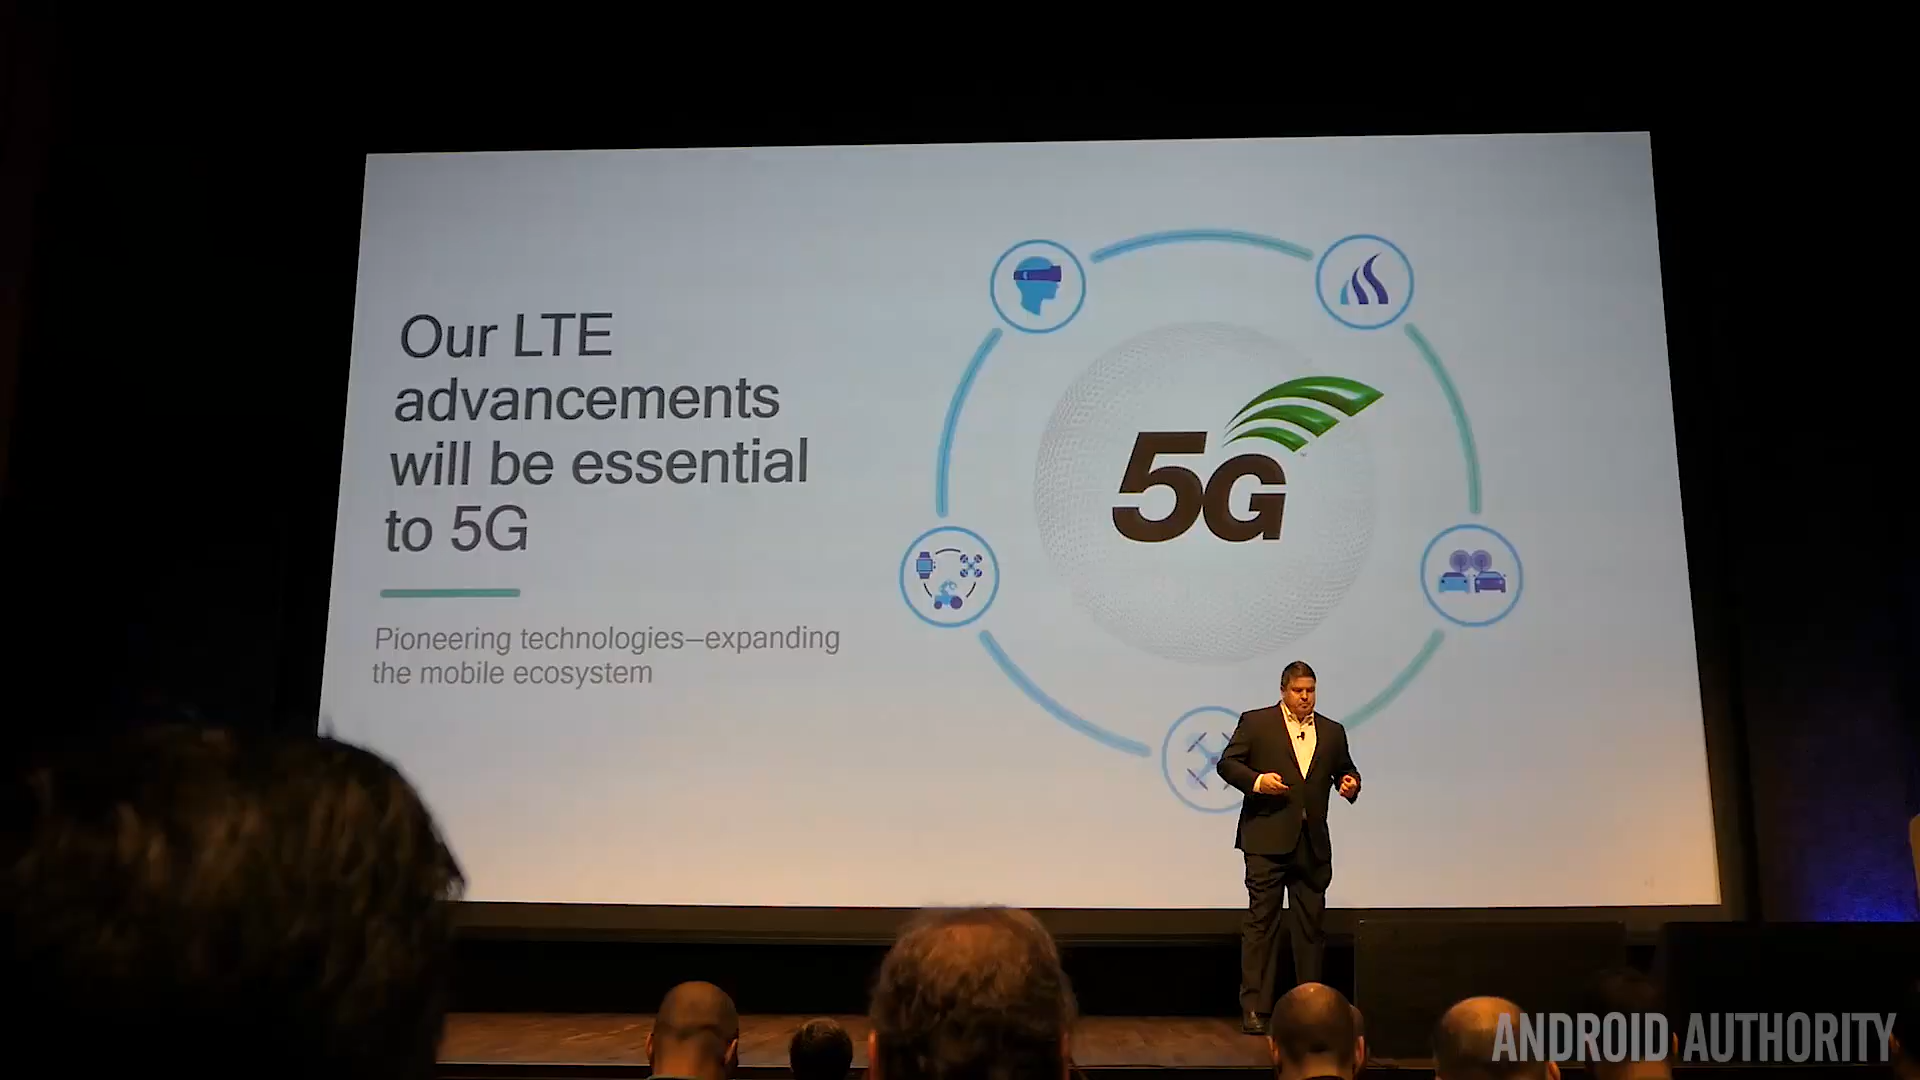 Our LTE
advancements
will be essential
to 5G
Pioneering technologies—expanding
the mobile ecosystem
5G
ANDROID AUTHORITY